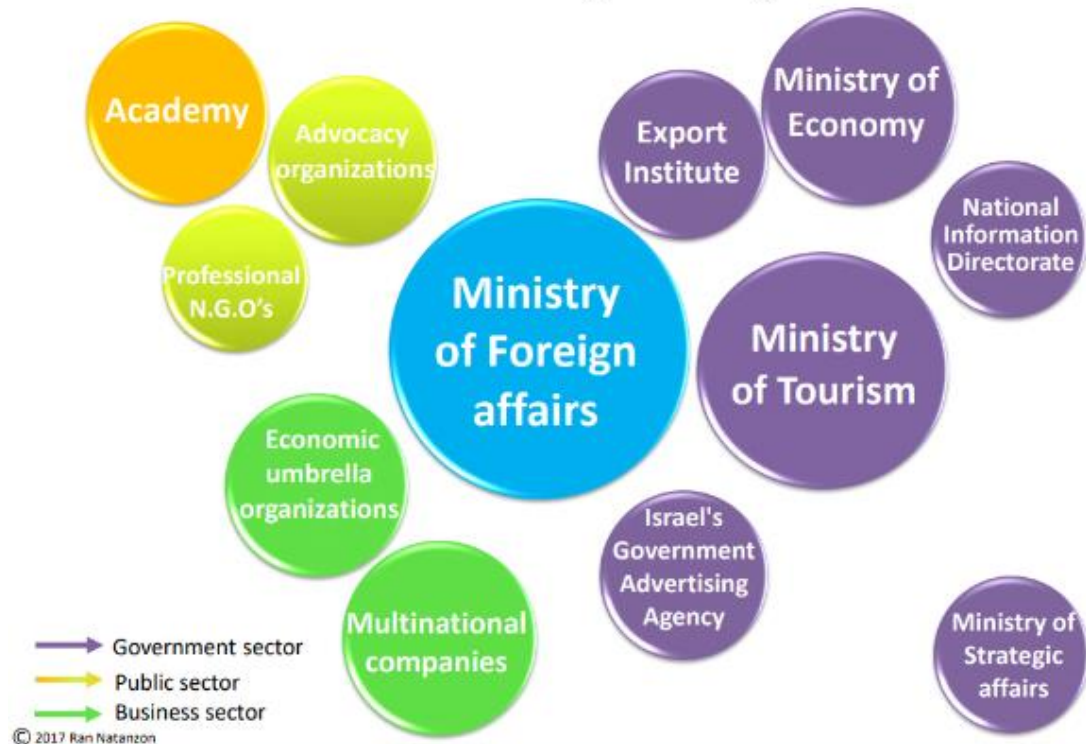 Academy
Advocacy
organizations
Professional
N.G.O's
Export
Institute
Ministry of
Economy
National
Information
Directorate
Ministry
of Foreign
affairs
Ministry
of Tourism
Economic
umbrella
organizations
Multinational
companies
Israel's
Government
Advertising
Agency
Ministry of
Strategic
affairs
Government sector
Public sector
Business sector
© 2017 Ran Natanzon